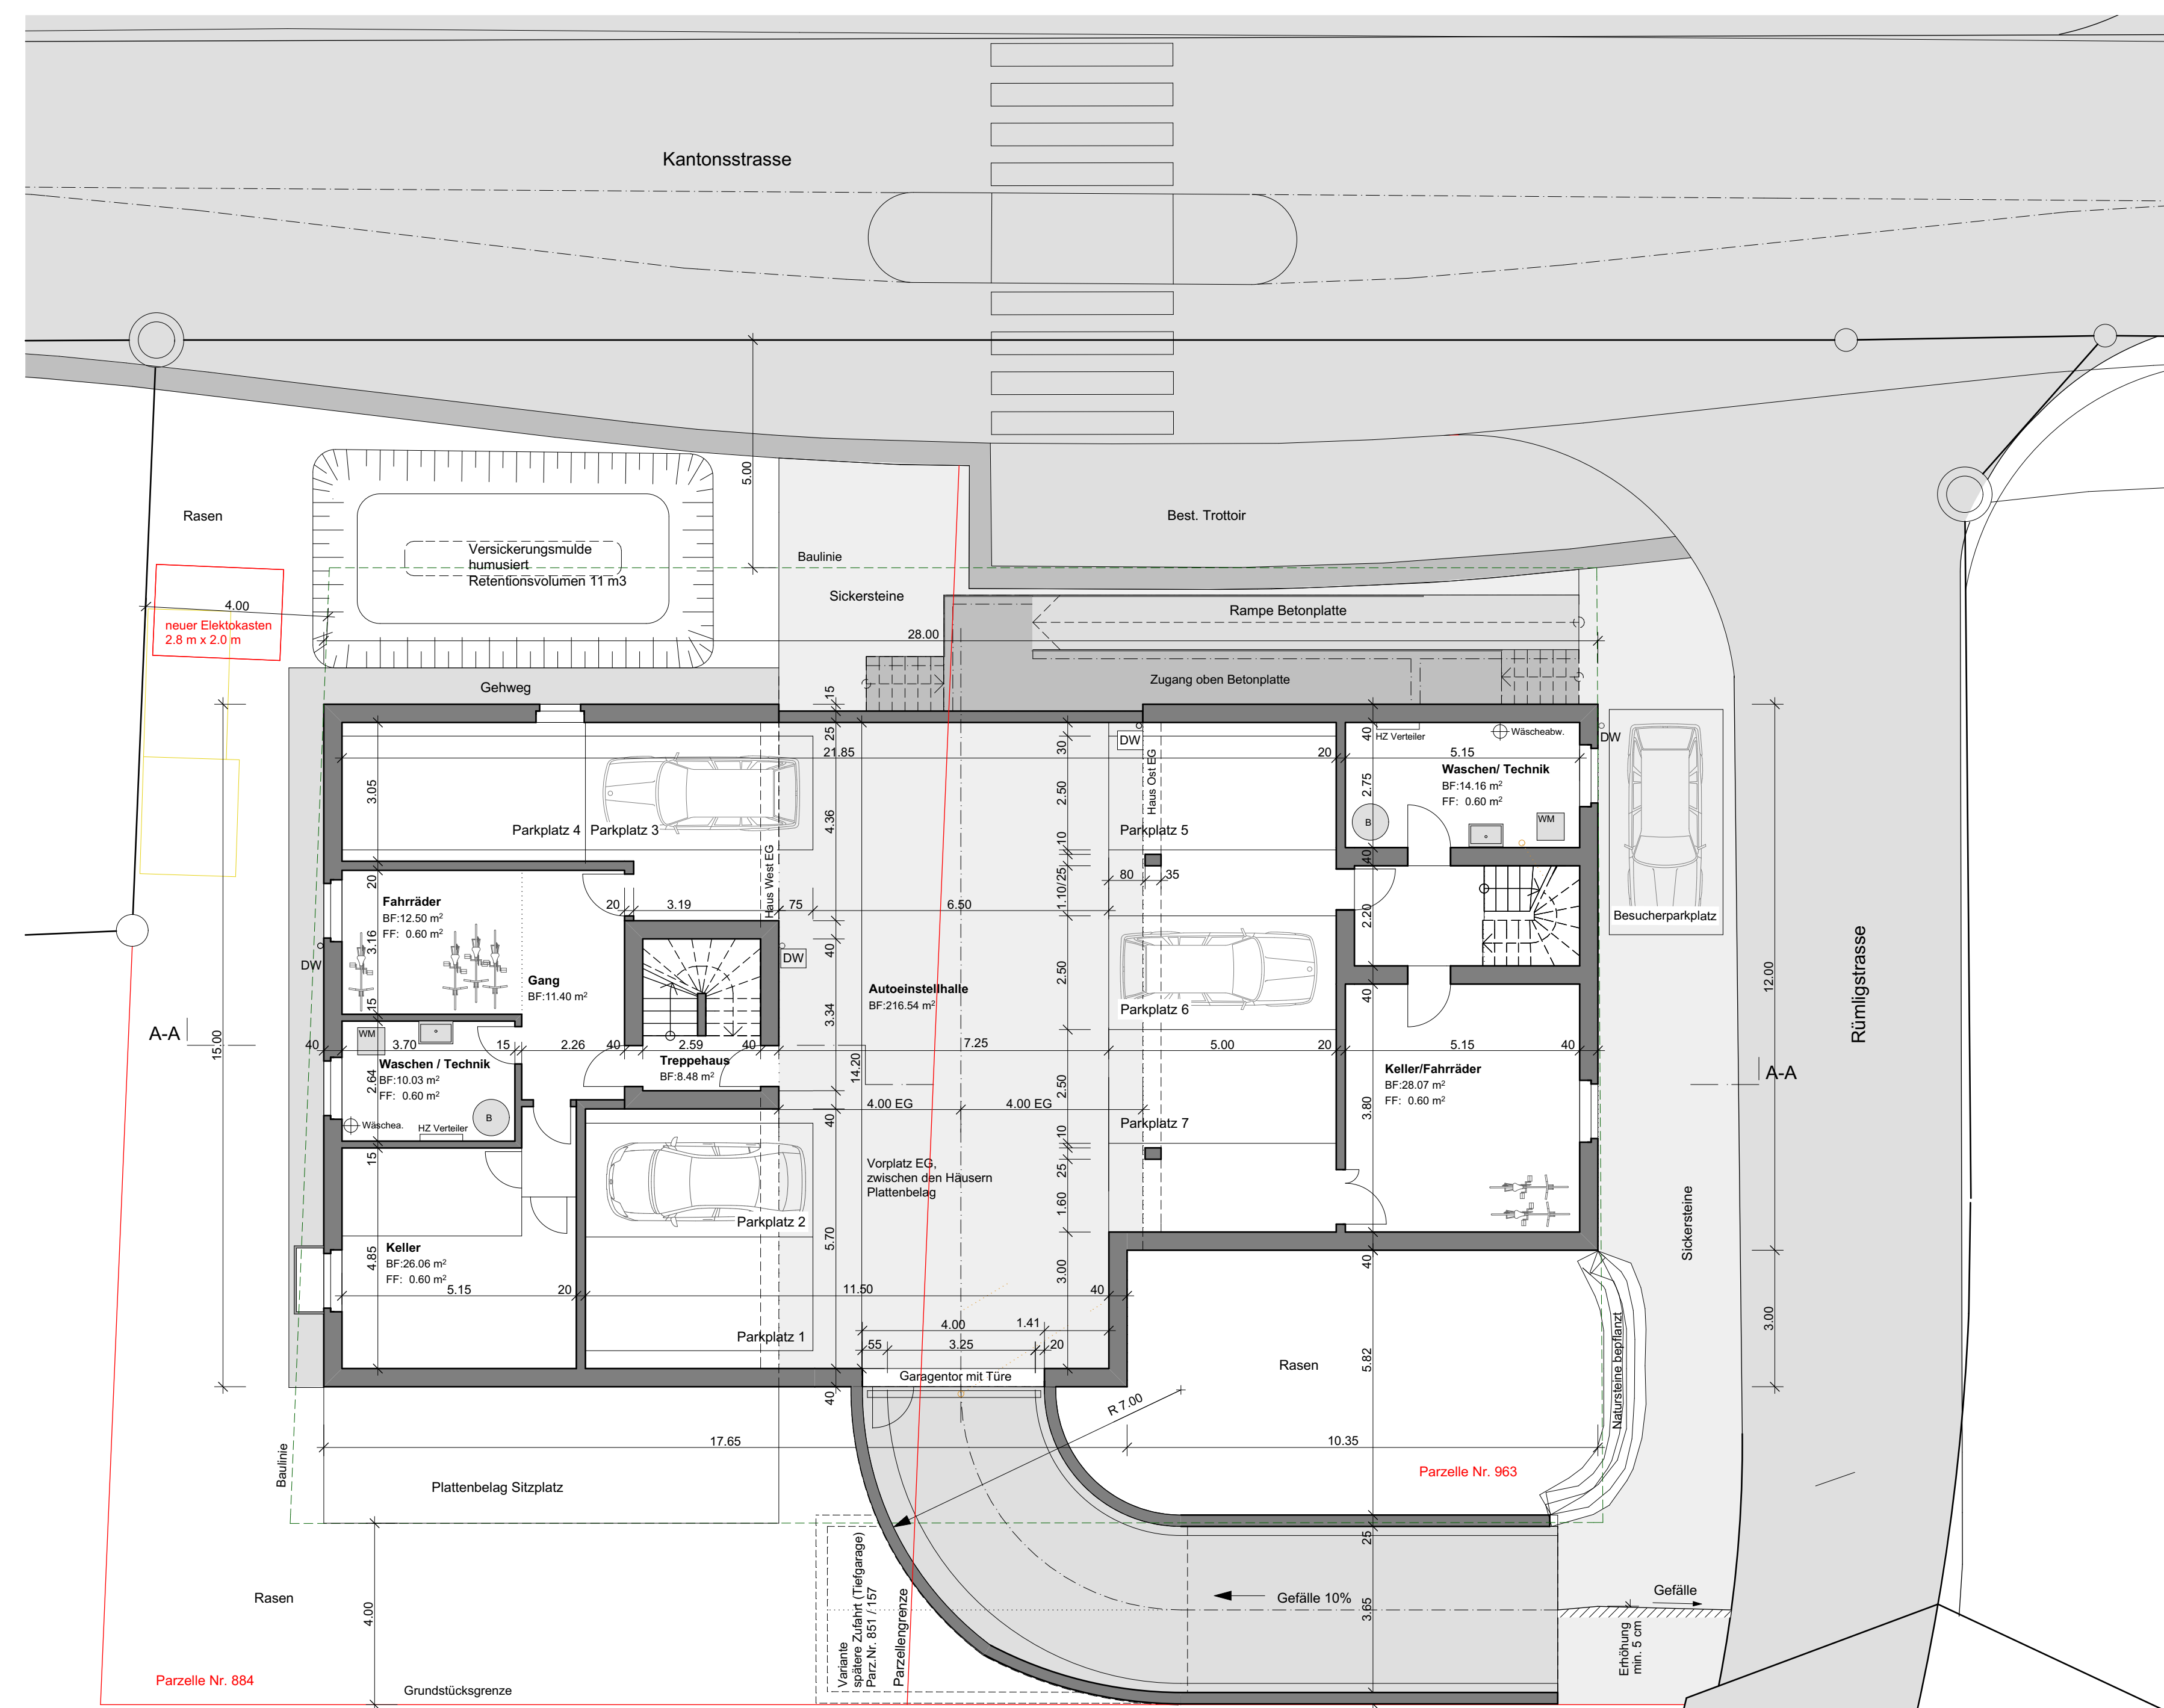 Kantonsstrasse
5.00
Rasen
Best. Trottoir
Versickerungsmulde
humusiert
Retentionsvolumen 11 m3
Baulinie
Sickersteine
Rampe Betonplatte
4.00
neuer Elektokasten
2.8 m x 2.0 m
28.00
Gehweg
Zugang oben Betonplatte
15
25
21.85
30
DW
40
HZ Verteiler
Wäscheabw.
DW
20
5.15
Waschen/ Technik
BF:14.16 m²
FF: 0.60 m²
3.05
2.50
Haus Ost EG
2.75
B
WM
Parkplatz 4
Parkplatz 3
4.36
Parkplatz 5
10
40
Haus West EG
20
Fahrräder
BF:12.50 m²
FF: 0.60 m²
3.16
20
3.19
75
6.50
1.10/25
80
35
2.20
Besucherparkplatz
Rümligstrasse
DW
40
DW
Gang
BF:11.40 m²
Autoeinstellhalle
BF:216.54 m²
2.50
Parkplatz 6
40
12.00
15
3.34
A-A
15.00
WM
40
3.70
15
2.26
40
2.59
40
7.25
5.00
20
5.15
40
Waschen / Technik
BF:10.03 m²
FF: 0.60 m²
2.64
Treppehaus
BF:8.48 m²
14.20
Keller/Fahrräder
BF:28.07 m²
FF: 0.60 m²
A-A
4.00 EG
4.00 EG
2.50
3.80
Wäschea.
HZ Verteiler
B
40
Parkplatz 7
10
15
Vorplatz EG,
zwischen den Häusern
Plattenbelag
25
1.60
Parkplatz 2
Sickersteine
5.70
Keller
BF:26.06 m²
FF: 0.60 m²
4.85
5.15
20
11.50
40
3.00
40
3.00
Parkplatz 1
4.00
1.41
55
3.25
20
Rasen
5.82
Natursteine bepflanzt
Garagentor mit Türe
40
R 7.00
17.65
10.35
Baulinie
Parzelle Nr. 963
Plattenbelag Sitzplatz
25
Rasen
4.00
Variante
spätere Zufahrt (Tiefgarage)
Parz.Nr. 851 / 157
Parzellengrenze
Gefälle 10%
3.65
Gefälle
Erhöhung
min. 5 cm
Parzelle Nr. 884
Grundstücksgrenze